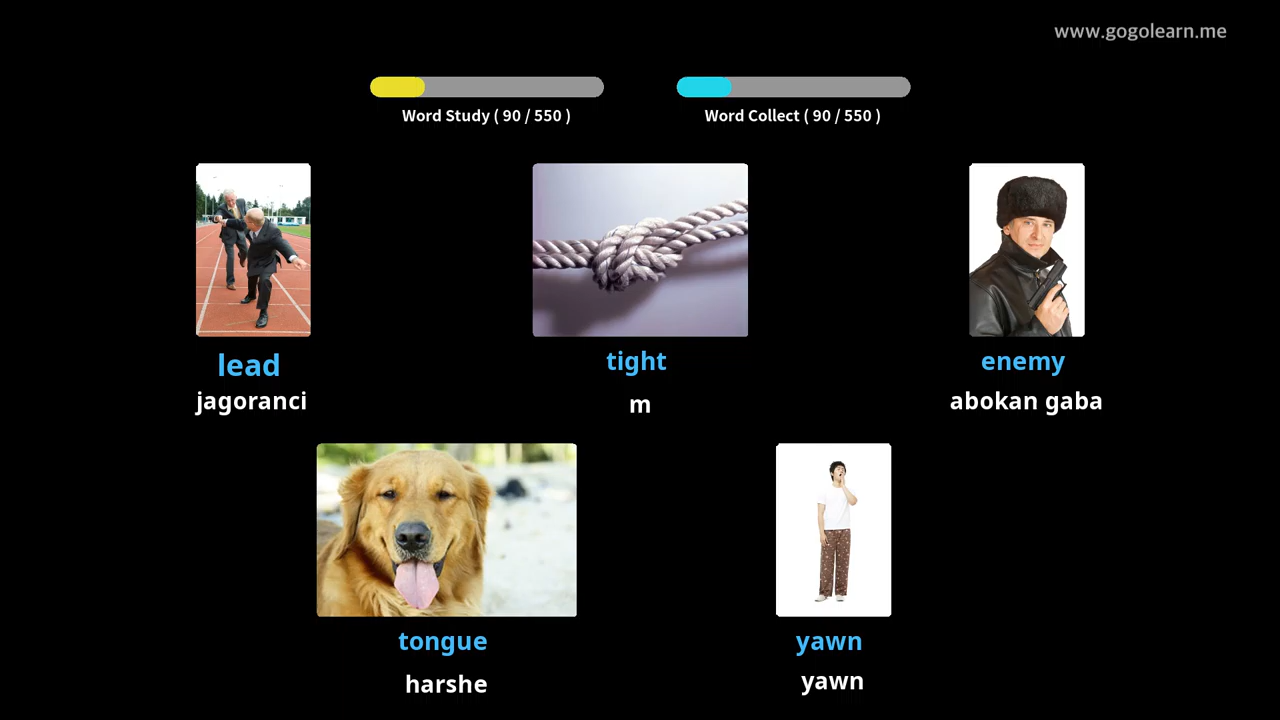 www.gogolearn.me
Word Study ( 90 / 550 )
Word Collect ( 90 / 550 )
lead
jagoranci
tight
m
enemy
abokan gaba
tongue
harshe
yawn
yawn